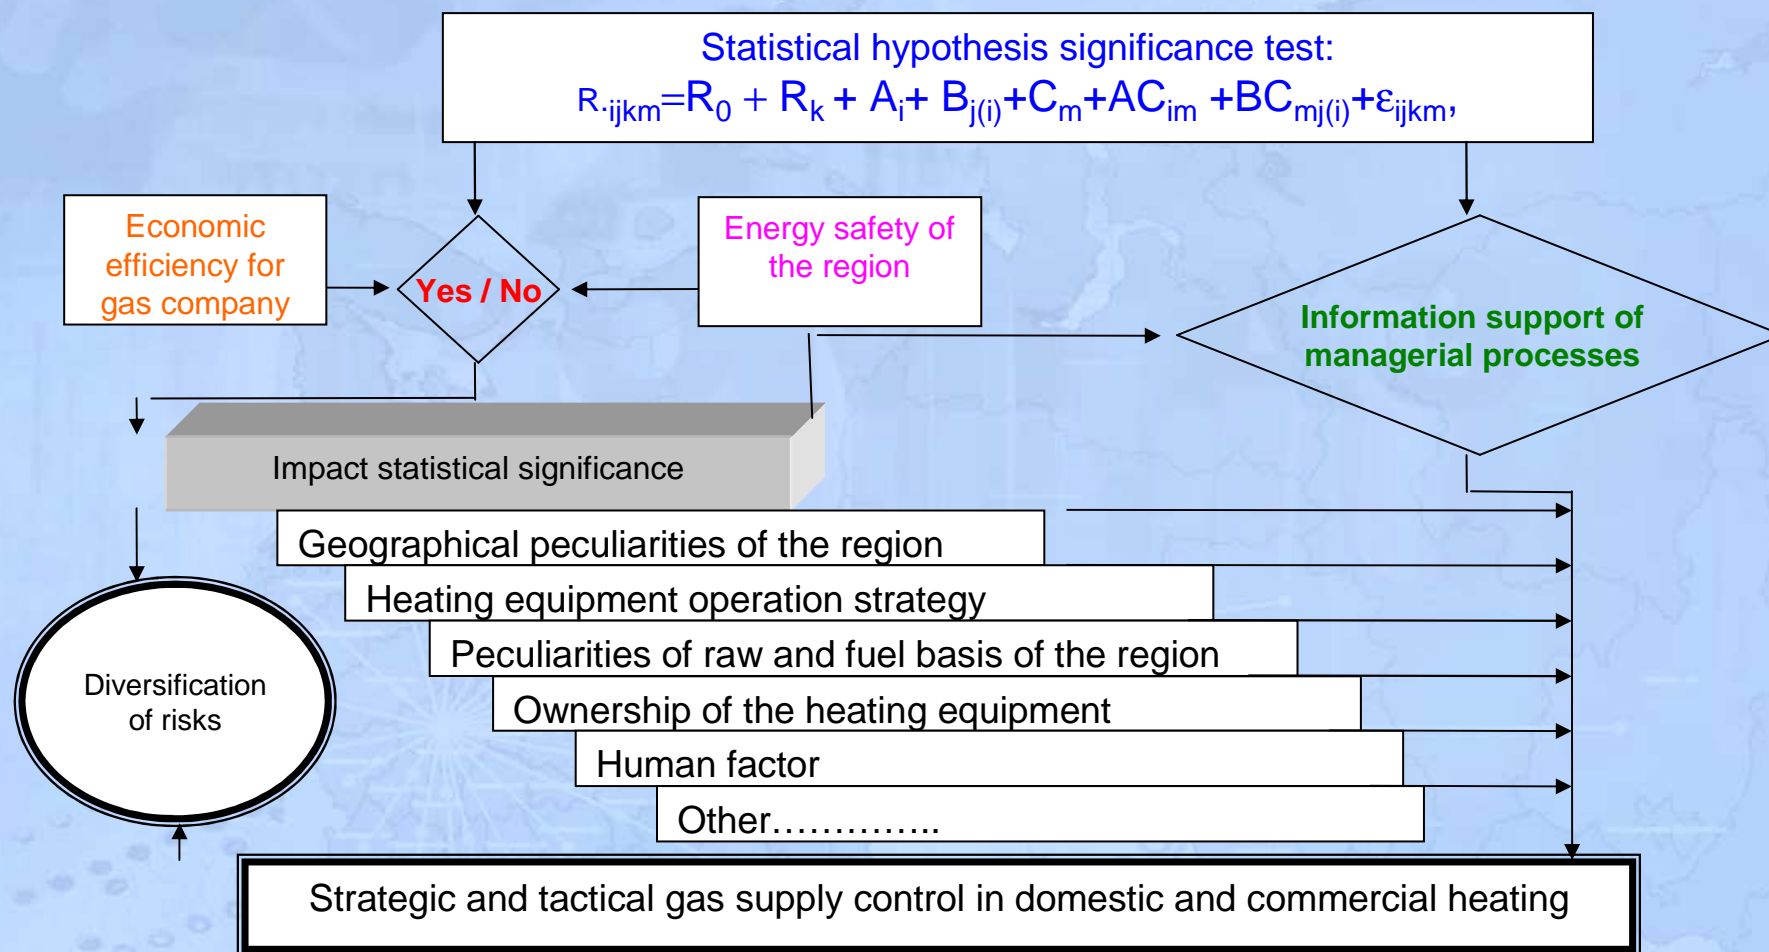 Statistical hypothesis significance test:
R.ijkm=R0 + Rk + Ai+ Bj(i)+Cm+ACim +BCmj(i)+εijkm,
Economic
efficiency for
gas company
Yes / No
Energy safety of
the region
Information support of
managerial processes
Impact statistical significance
Geographical peculiarities of the region
Heating equipment operation strategy
Peculiarities of raw and fuel basis of the region
Ownership of the heating equipment
Human factor
Other…………..
Diversification
of risks
Strategic and tactical gas supply control in domestic and commercial heating